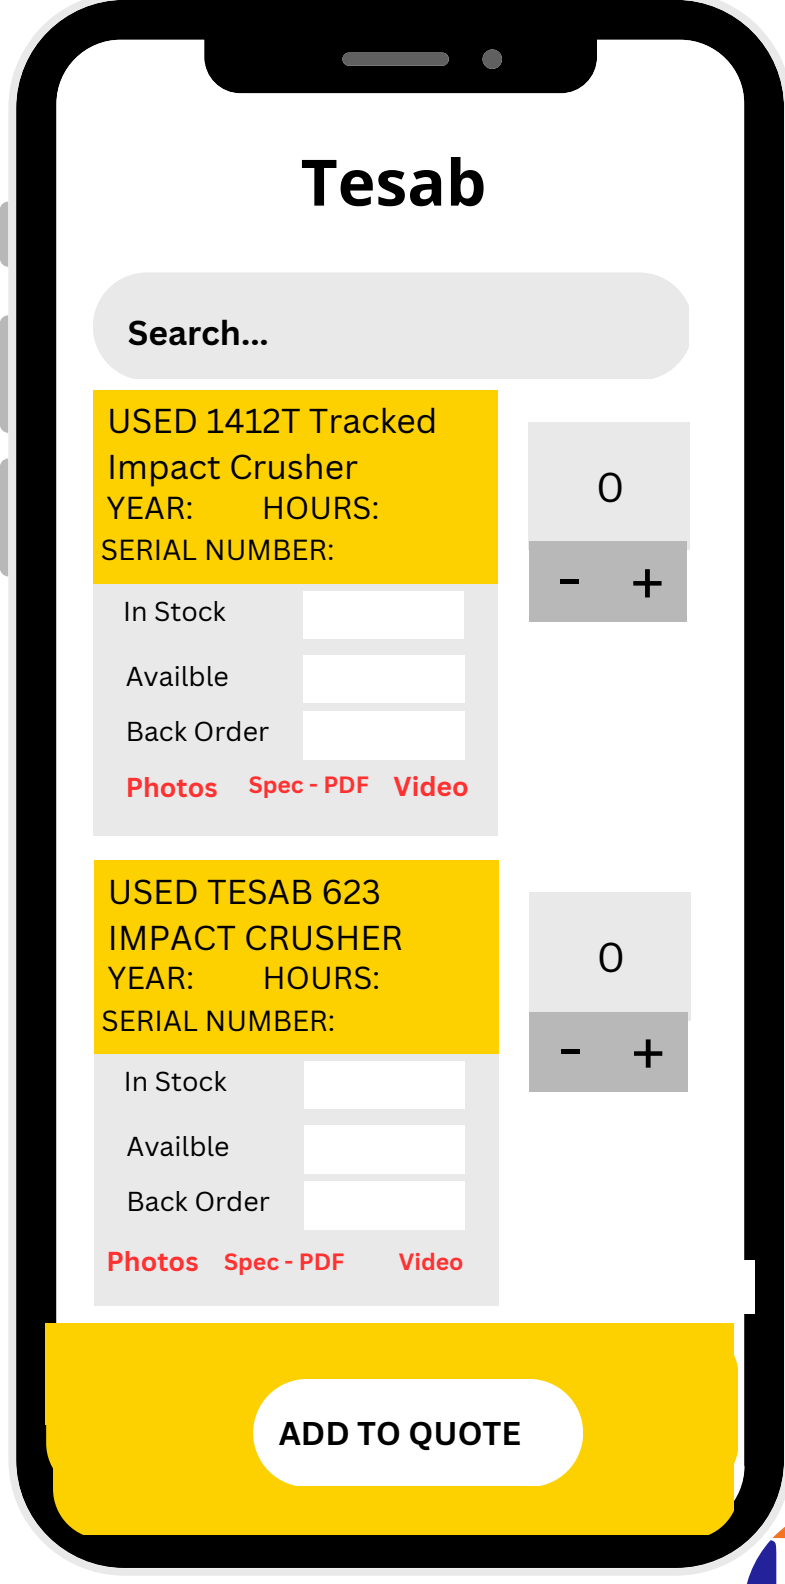 Tesab
Search...
USED 1412T Tracked
Impact Crusher
YEAR: HOURS:
SERIAL NUMBER:
0
- +
In Stock
Availble
Back Order
Photos Spec - PDF Video
USED TESAB 623
IMPACT CRUSHER
YEAR: HOURS:
SERIAL NUMBER:
0
- +
In Stock
Availble
Back Order
Photos Spec - PDF Video
ADD TO QUOTE